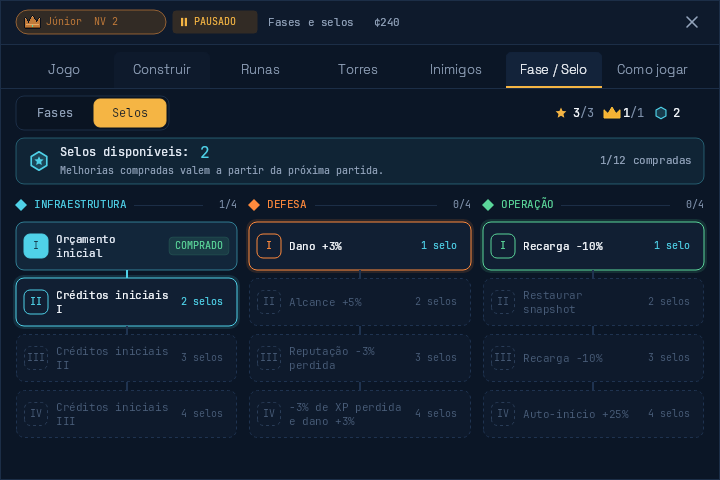 Júnior NV 2
PAUSADO
Fases e selos
$240
Jogo
Construir
Runas
Torres
Inimigos
Fase / Selo
Como jogar
Fases
Selos
3/3
1/1
2
Selos disponíveis: 2
Melhorias compradas valem a partir da próxima partida.
1/12 compradas
INFRAESTRUTURA 1/4
I
Orçamento
inicial
COMPRADO
II
Créditos iniciais
I
2 selos
III
Créditos iniciais
II
3 selos
IV
Créditos iniciais
III
4 selos
DEFESA 0/4
I
Dano +3%
1 selo
II
Alcance +5%
2 selos
III
Reputação -3%
perdida
3 selos
IV
-3% de XP perdida
e dano +3%
4 selos
OPERAÇÃO 0/4
I
Recarga -10%
1 selo
II
Restaurar
snapshot
2 selos
III
Recarga -10%
3 selos
IV
Auto-início +25%
4 selos